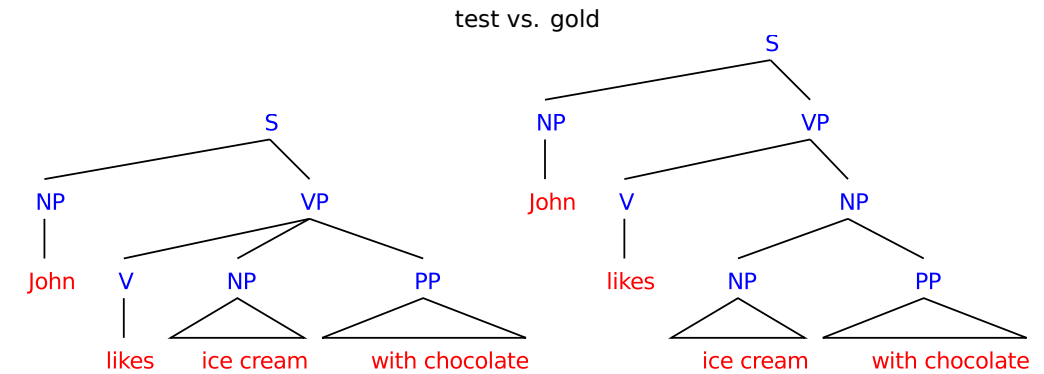 test vs. gold
S
NP VP
John V NP PP
likes ice cream with chocolate
S
NP VP
John V NP
likes NP PP
ice cream with chocolate